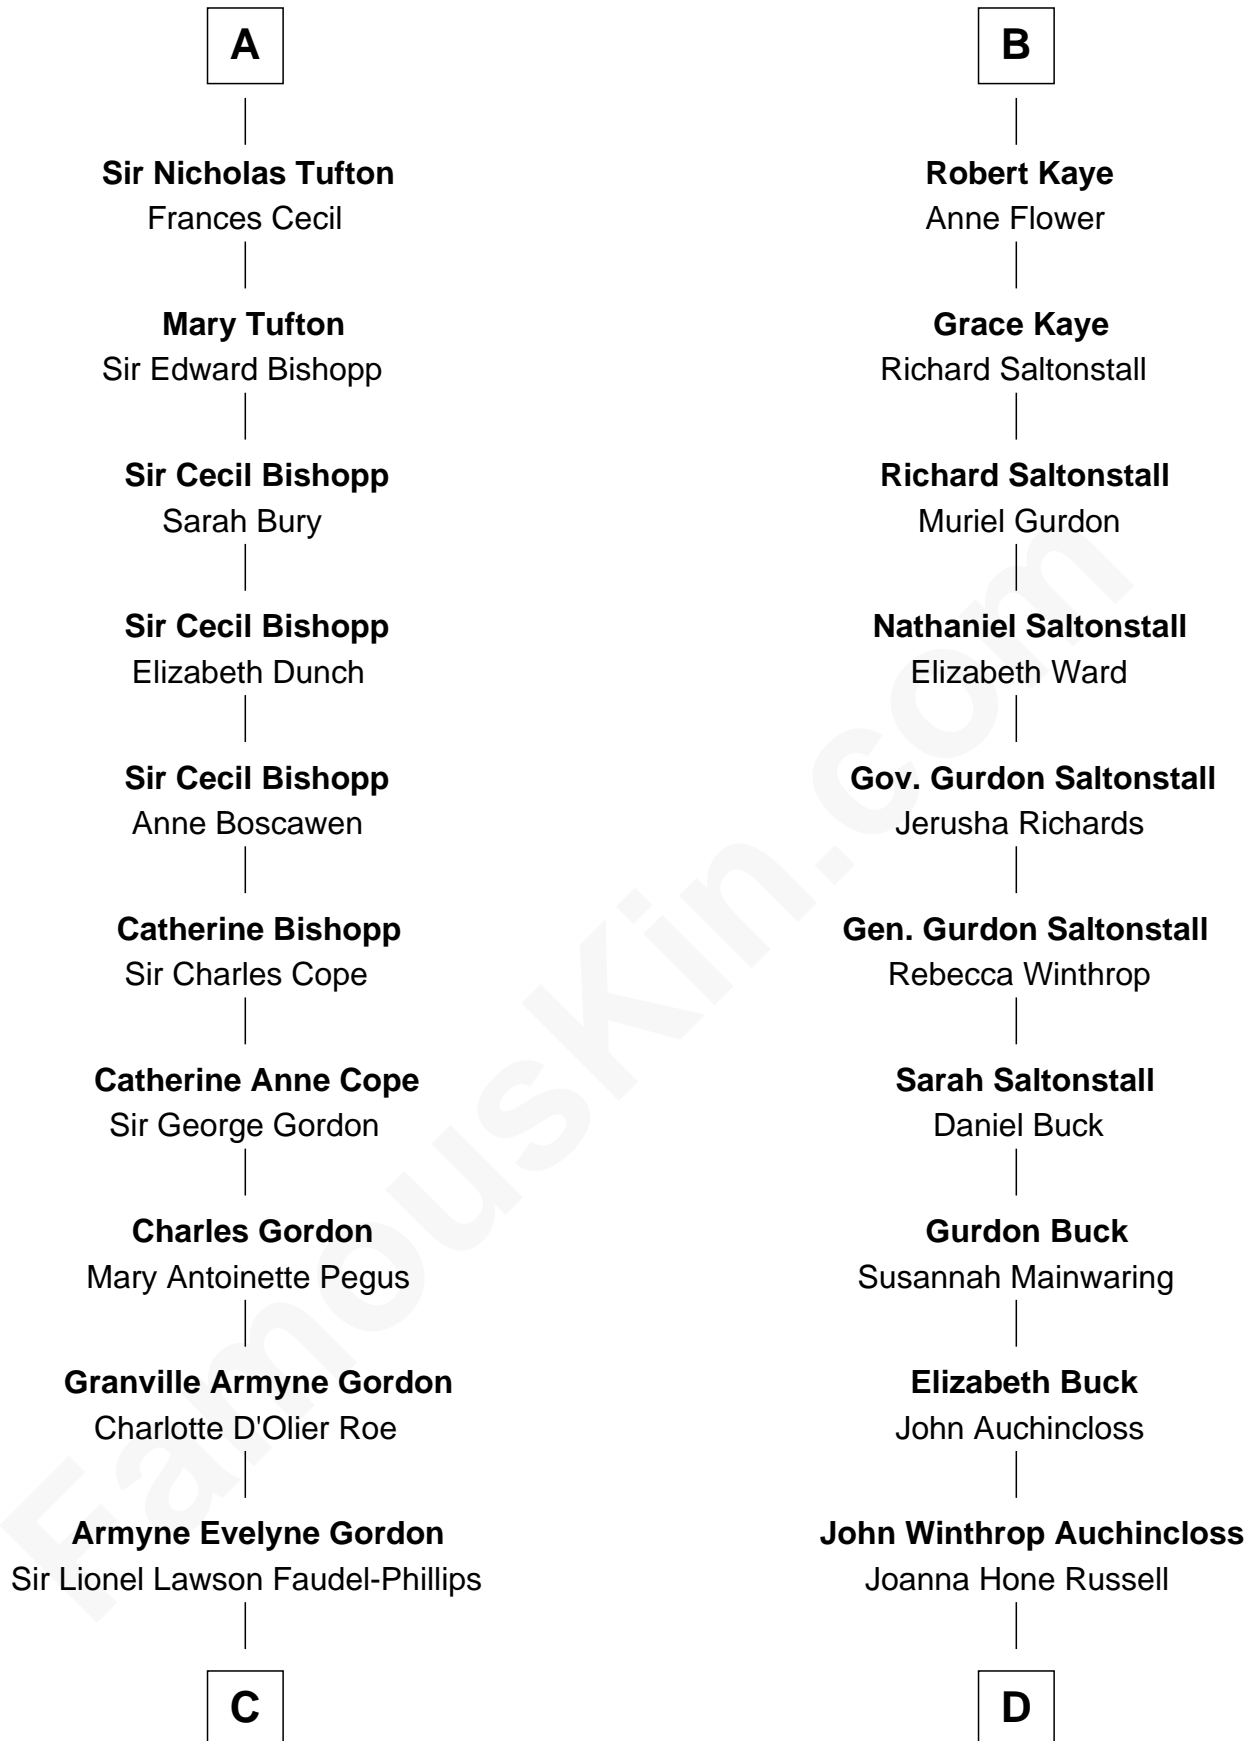 A
Sir Nicholas Tufton
Frances Cecil
Mary Tufton
Sir Edward Bishopp
Sir Cecil Bishopp
Sarah Bury
Sir Cecil Bishopp
Elizabeth Dunch
Sir Cecil Bishopp
Anne Boscawen
Catherine Bishopp
Sir Charles Cope
Catherine Anne Cope
Sir George Gordon
Charles Gordon
Mary Antoinette Pegus
Granville Armyne Gordon
Charlotte D'Olier Roe
Armyne Evelyne Gordon
Sir Lionel Lawson Faudel-Phillips
C
B
Robert Kaye
Anne Flower
Grace Kaye
Richard Saltonstall
Richard Saltonstall
Muriel Gurdon
Nathaniel Saltonstall
Elizabeth Ward
Gov. Gurdon Saltonstall
Jerusha Richards
Gen. Gurdon Saltonstall
Rebecca Winthrop
Sarah Saltonstall
Daniel Buck
Gurdon Buck
Susannah Mainwaring
Elizabeth Buck
John Auchincloss
John Winthrop Auchincloss
Joanna Hone Russell
D
FamousKin.com